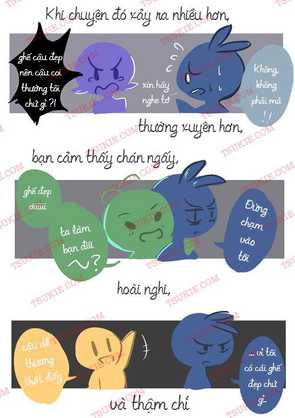 Khi chuyện đó xảy ra nhiều hơn,
ghế cậu đẹp
nên cậu coi
thường tôi
chứ gì ?!
xin hãy
nghe tớ
Không,
không
phải mà
!!
thường xuyên hơn,
bạn cảm thấy chán ngấy,
ghế đẹp
ta làm
bạn đi
~?
Đừng
chạm
vào
tôi
hoài nghi,
thương
thật đấy
... vì tôi
có cái ghế
đẹp chứ
gì
và thậm chí
TSUKIE.COM